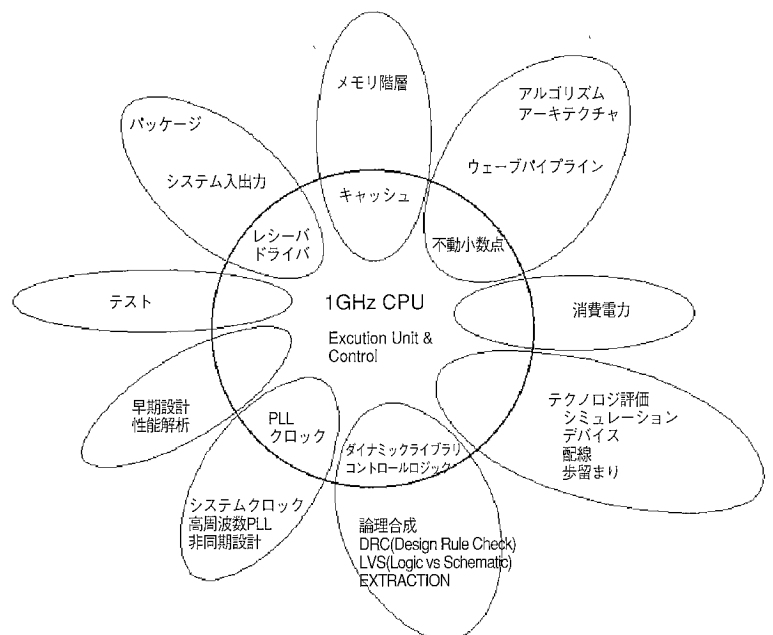 メモリ階層
キャッシュ
アルゴリズム
アーキテクチャ
ウェーブパイプライン
不動小数点
パッケージ
システム入出力
レシーバ
ドライバ
テスト
1GHz CPU
Excution Unit &
Control
消費電力
早期設計
性能解析
PLL
クロック
システムクロック
高周波数PLL
非同期設計
ダイナミックライブラリ
コントロールロジック
論理合成
DRC(Design Rule Check)
LVS(Logic vs Schematic)
EXTRACTION
テクノロジ評価
シミュレーション
デバイス
配線
歩留まり